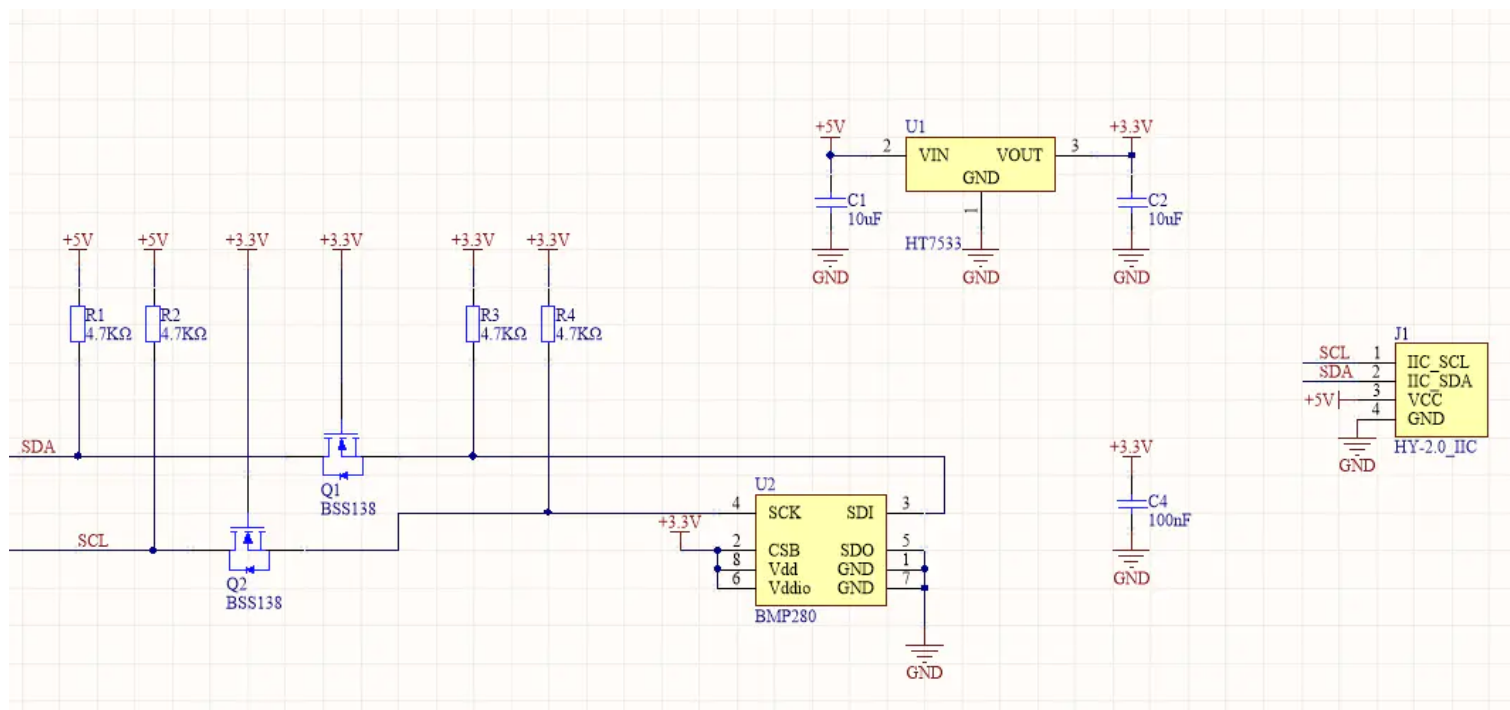 +5V
U1
+3.3V
2
VIN
VOUT
3
GND
C1
10uF
1
C2
10uF
HT7533
GND
GND
GND
+5V
+5V
+3.3V
+3.3V
+3.3V
+3.3V
R1
4.7KΩ
R2
4.7KΩ
R3
4.7KΩ
R4
4.7KΩ
J1
SCL
1
IIC_SCL
SDA
2
IIC_SDA
+5V
3
VCC
4
GND
HY-2.0_IIC
GND
SDA
Q1
BSS138
SCL
Q2
BSS138
U2
4
SCK
SDI
3
+3.3V
2
CSB
SDO
5
8
Vdd
GND
1
6
Vddio
GND
7
BMP280
GND
+3.3V
C4
100nF
GND